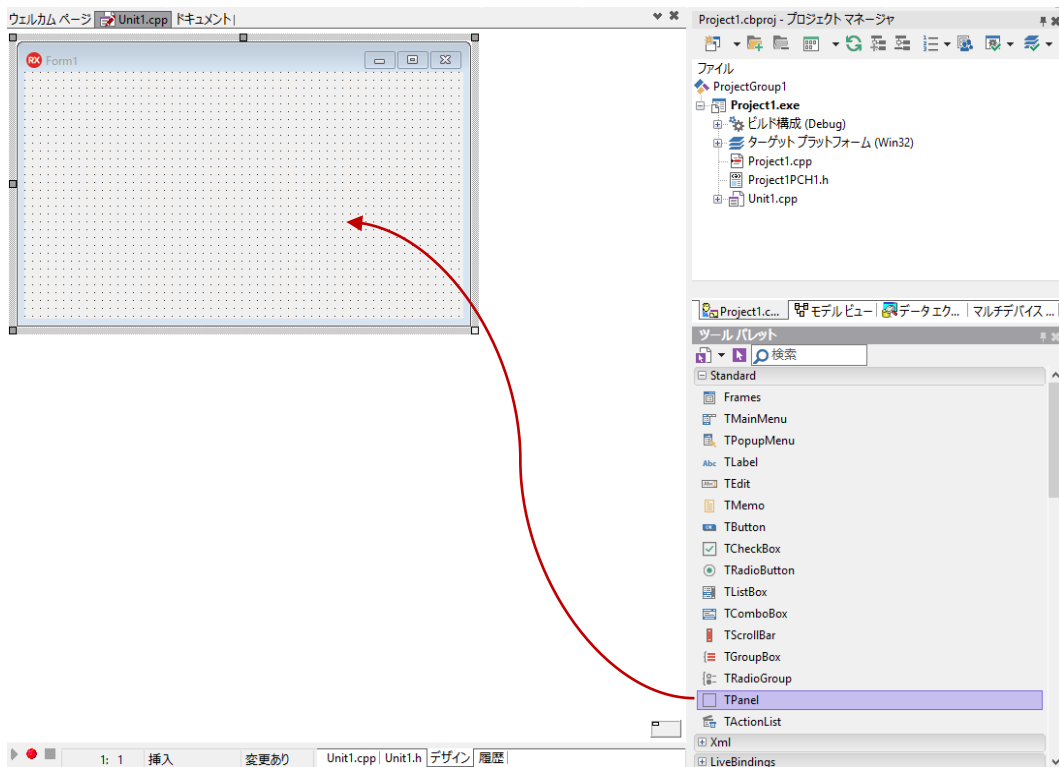 ウェルカム ページ Unit1.cpp ドキュメント
Form1
1: 1 挿入 変更あり Unit1.cpp Unit1.h デザイン 履歴
Project1.cbproj - プロジェクト マネージャ
ファイル
ProjectGroup1
Project1.exe
ビルド構成 (Debug)
ターゲット プラットフォーム (Win32)
Project1.cpp
Project1PCH1.h
Unit1.cpp
Project1.c... モデル ビュー データ エク... マルチデバイス ...
ツール パレット
検索
Standard
Frames
TMainMenu
TPopupMenu
Abc TLabel
TEdit
TMemo
TButton
TCheckBox
TRadioButton
TListBox
TComboBox
TScrollBar
TGroupBox
TRadioGroup
TPanel
TActionList
Xml
LiveBindings